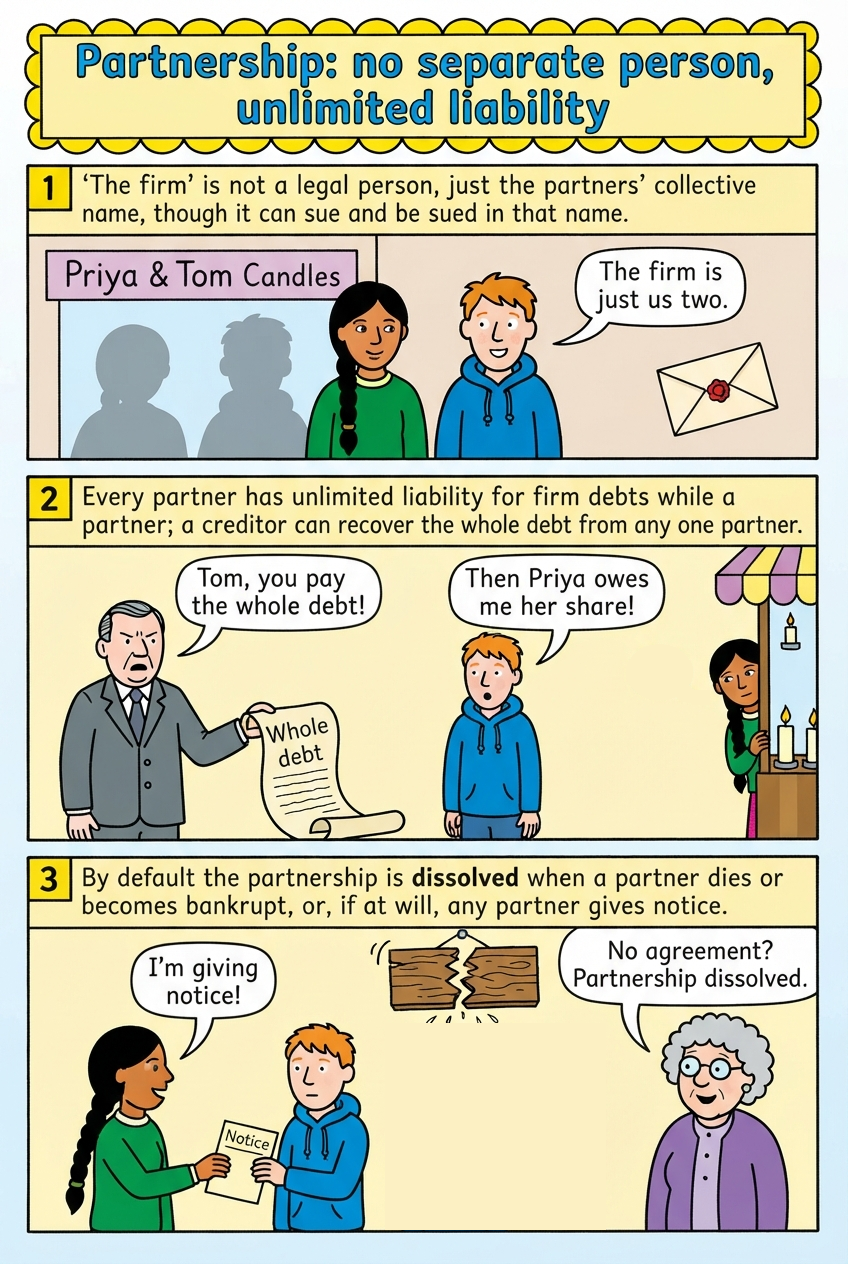 Partnership: no separate person,
unlimited liability
1
‘The firm’ is not a legal person, just the partners’ collective
name, though it can sue and be sued in that name.
Priya & Tom Candles
The firm is
just us two.
2
Every partner has unlimited liability for firm debts while a
partner; a creditor can recover the whole debt from any one partner.
Tom, you pay
the whole debt!
Then Priya owes
me her share!
Whole
debt
3
By default the partnership is dissolved when a partner dies or
becomes bankrupt, or, if at will, any partner gives notice.
I’m giving
notice!
No agreement?
Partnership dissolved.
Notice